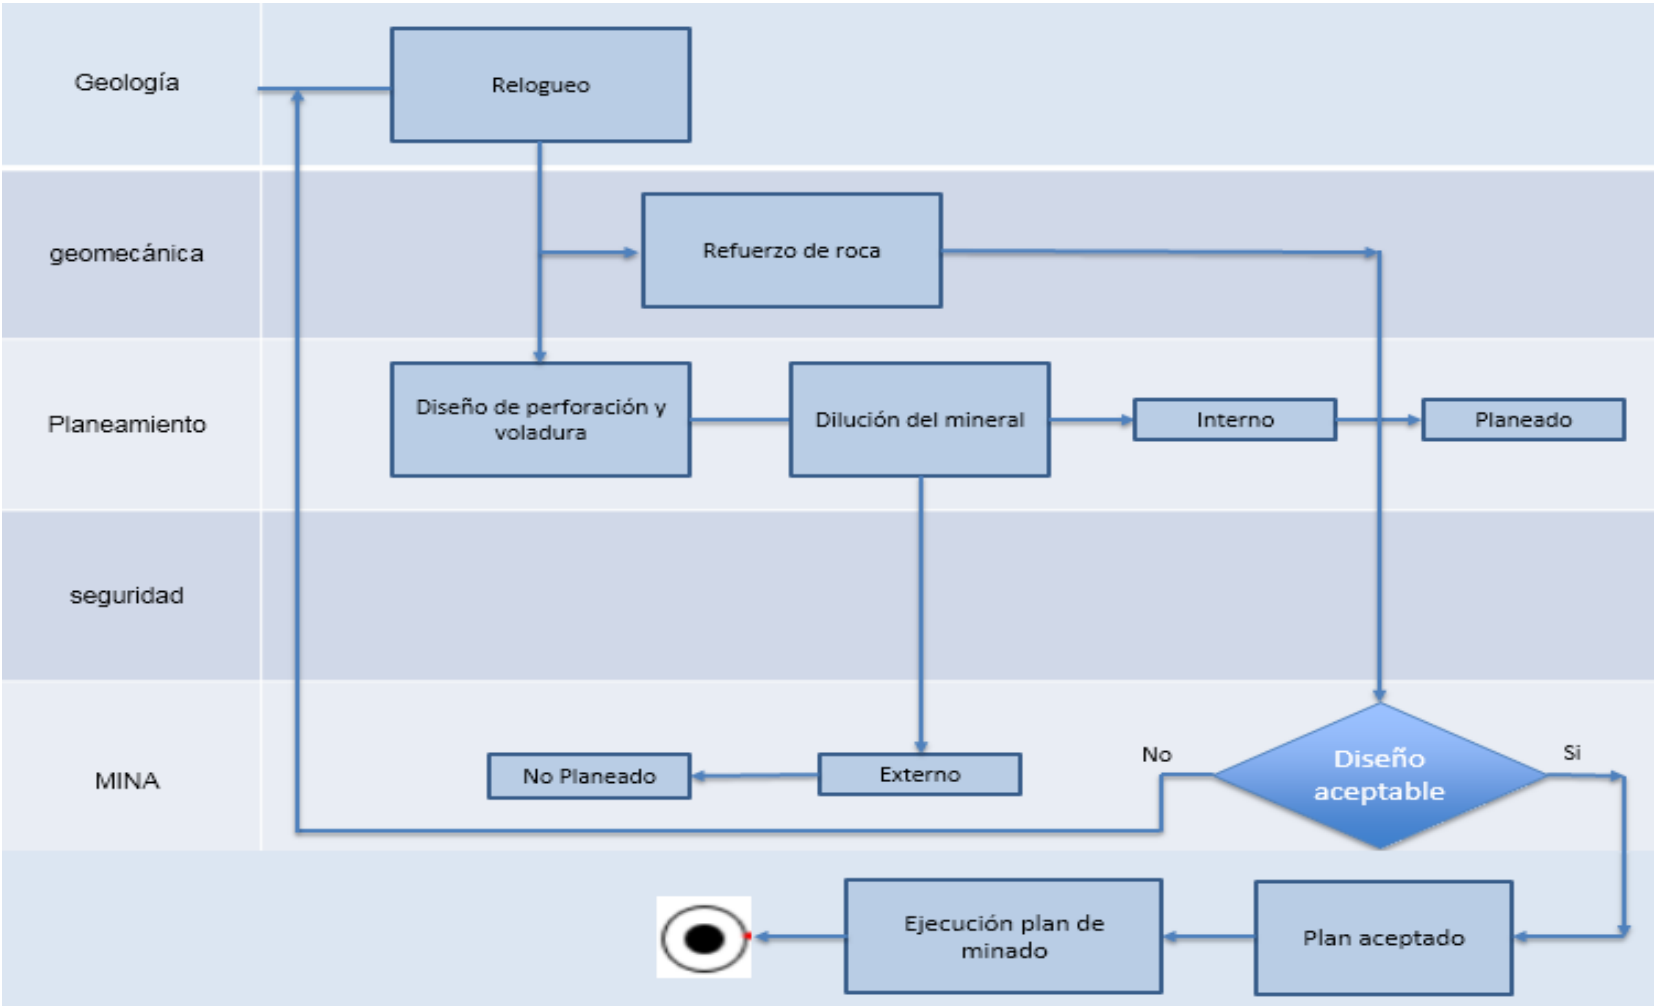 Geología
Relogueo
geomecánica
Refuerzo de roca
Planeamiento
Diseño de perforación y
voladura
Dilución del mineral
Interno
Planeado
seguridad
MINA
No Planeado
Externo
No
Diseño
aceptable
Si
Ejecución plan de
minado
Plan aceptado